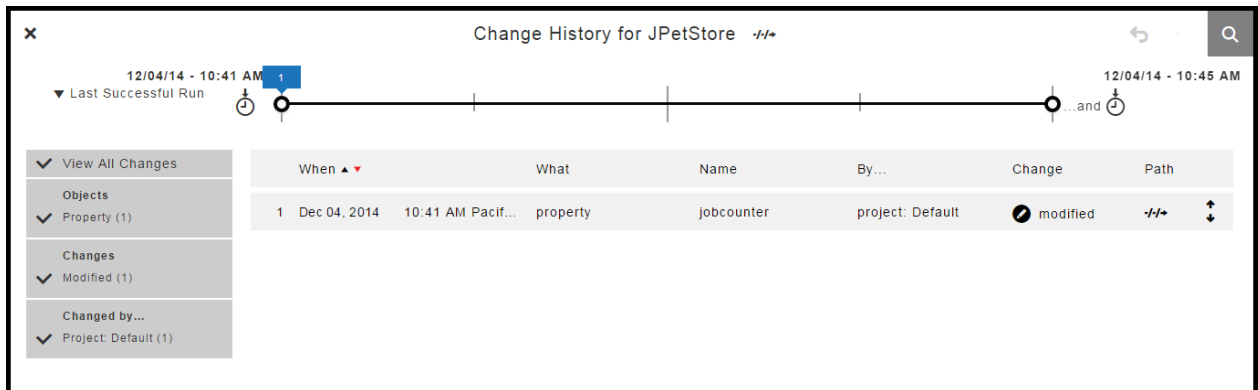 Change History for JPetStore
12/04/14 - 10:41 AM
1
12/04/14 - 10:45 AM
Last Successful Run
...and
View All Changes
Objects
Property (1)
Changes
Modified (1)
Changed by...
Project: Default (1)
When What Name By... Change Path
1 Dec 04, 2014 10:41 AM Pacif... property jobcounter project: Default modified